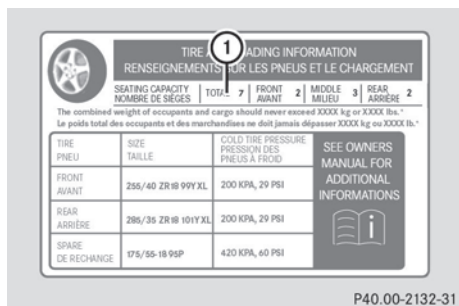 1
TIRE A ADING INFORMATION
RENSEIGNEMENTS SUR LES PNEUS ET LE CHARGEMENT
SEATING CAPACITY NOMBRE DE SIÉGES TOTAL 7 FRONT AVANT 2 MIDDLE MILIEU 3 REAR ARRIÈRE 2
The combined weight of occupants and cargo should never exceed XXXX kg or XXXX lbs.*
Le poids total des occupants et des marchandises ne doit jamais dépasser XXXX kg ou XXXX lb.*
TIRE PNEU
SIZE TAILLE
COLD TIRE PRESSURE PRESSION DES PNEUS À FROID
SEE OWNERS MANUAL FOR ADDITIONAL INFORMATIONS
FRONT AVANT
255/40 ZR18 99Y XL
200 KPA, 29 PSI
REAR ARRIÈRE
285/35 ZR18 101Y XL
200 KPA, 29 PSI
SPARE DE RECHANGE
175/55-18 95P
420 KPA, 60 PSI
i
P40.00-2132-31